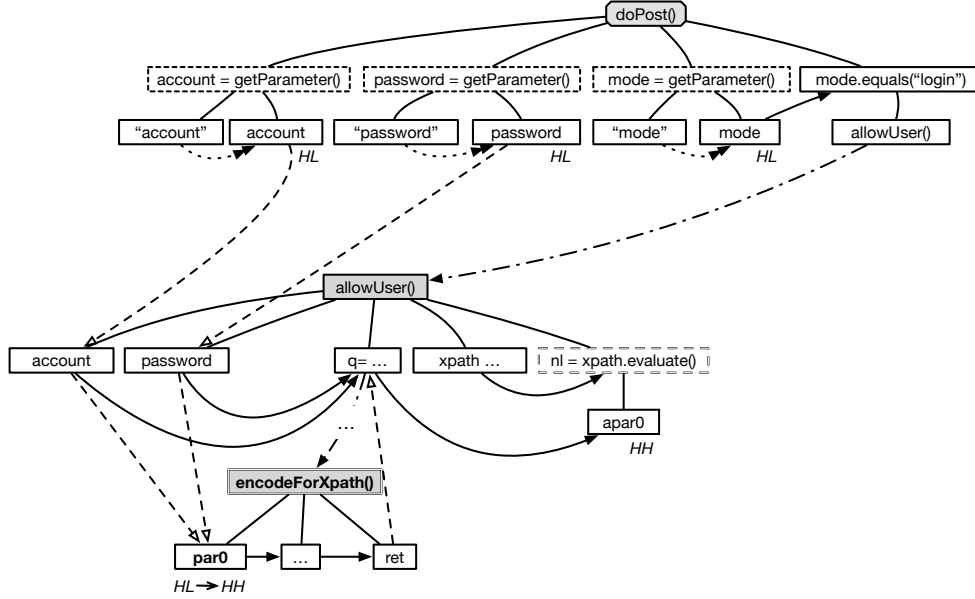 doPost()
account = getParameter()
password = getParameter()
mode = getParameter()
mode.equals(“login”)
“account”
account
“password”
password
“mode”
mode
allowUser()
HL
HL
HL
allowUser()
account
password
q= ...
xpath ...
nl = xpath.evaluate()
apar0
HH
...
encodeForXpath()
par0
...
ret
HL → HH